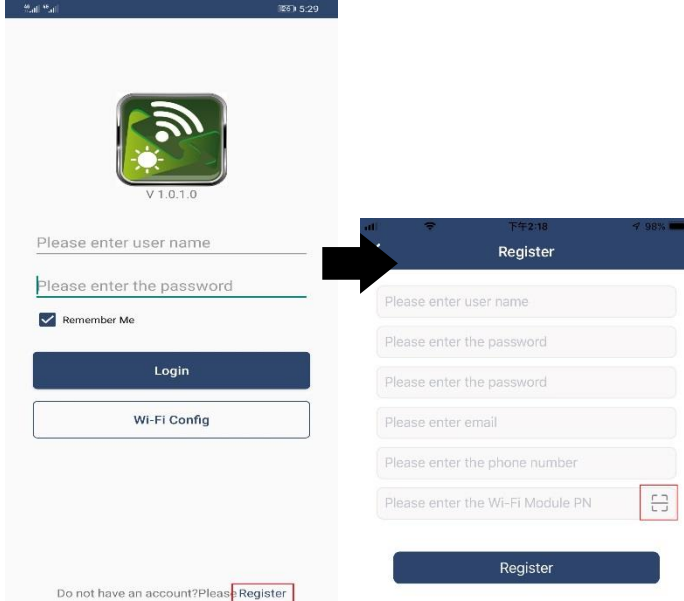 5:29
V 1.0.1.0
Please enter user name
Please enter the password
Remember Me
Login
Wi-Fi Config
Do not have an account?Please Register
下午2:18
98%
Register
Please enter user name
Please enter the password
Please enter the password
Please enter email
Please enter the phone number
Please enter the Wi-Fi Module PN
Register